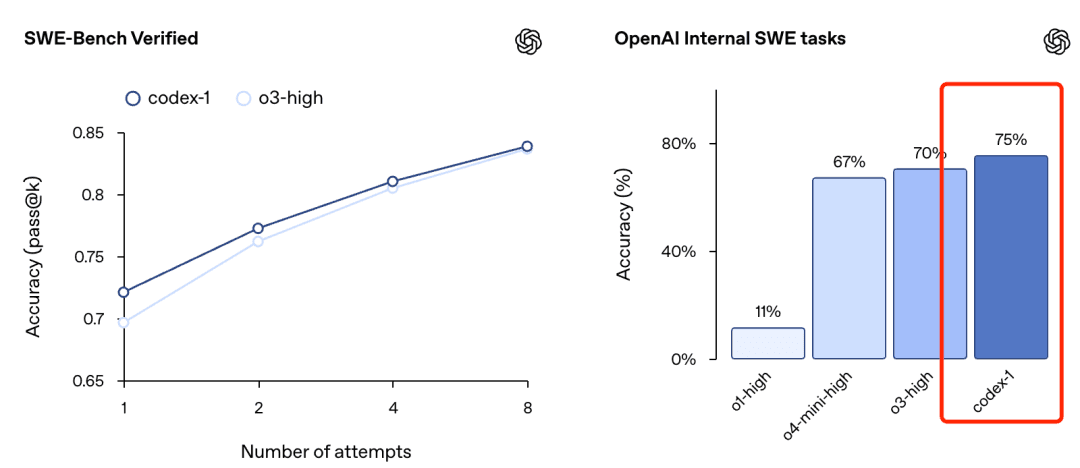 SWE-Bench Verified
codex-1 o3-high
0.85
0.8
0.75
0.7
0.65
1 2 4 8
Accuracy (pass@k)
Number of attempts
OpenAI Internal SWE tasks
80%
40%
0%
Accuracy (%)
11% 67% 70% 75%
o1-high o4-mini-high o3-high codex-1